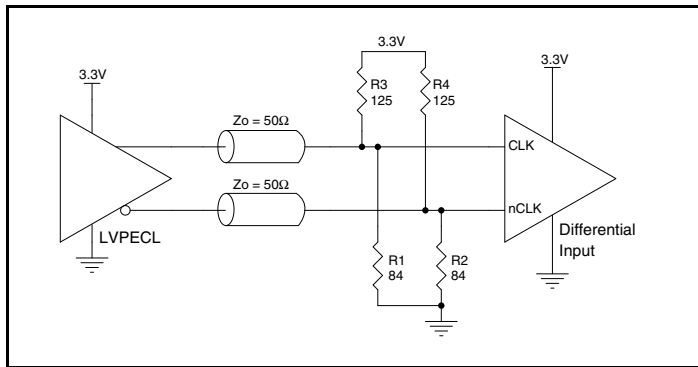 3.3V
3.3V
3.3V
R3
125
R4
125
Zo = 50Ω
CLK
Zo = 50Ω
nCLK
LVPECL
Differential
Input
R1
84
R2
84